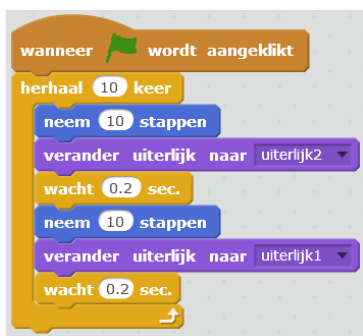 wanneer wordt aangeklikt
herhaal 10 keer
neem 10 stappen
verander uiterlijk naar uiterlijk2
wacht 0.2 sec.
neem 10 stappen
verander uiterlijk naar uiterlijk1
wacht 0.2 sec.